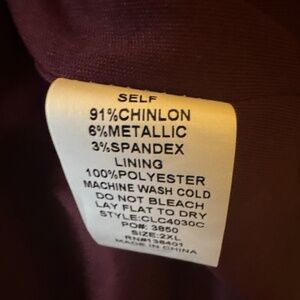 SELF
91%CHINLON
6%METALLIC
3%SPANDEX
LINING
100%POLYESTER
MACHINE WASH COLD
DO NOT BLEACH
LAY FLAT TO DRY
STYLE:CLC4030C
PO#: 3850
SIZE:2XL
RN#138401
MADE IN CHINA